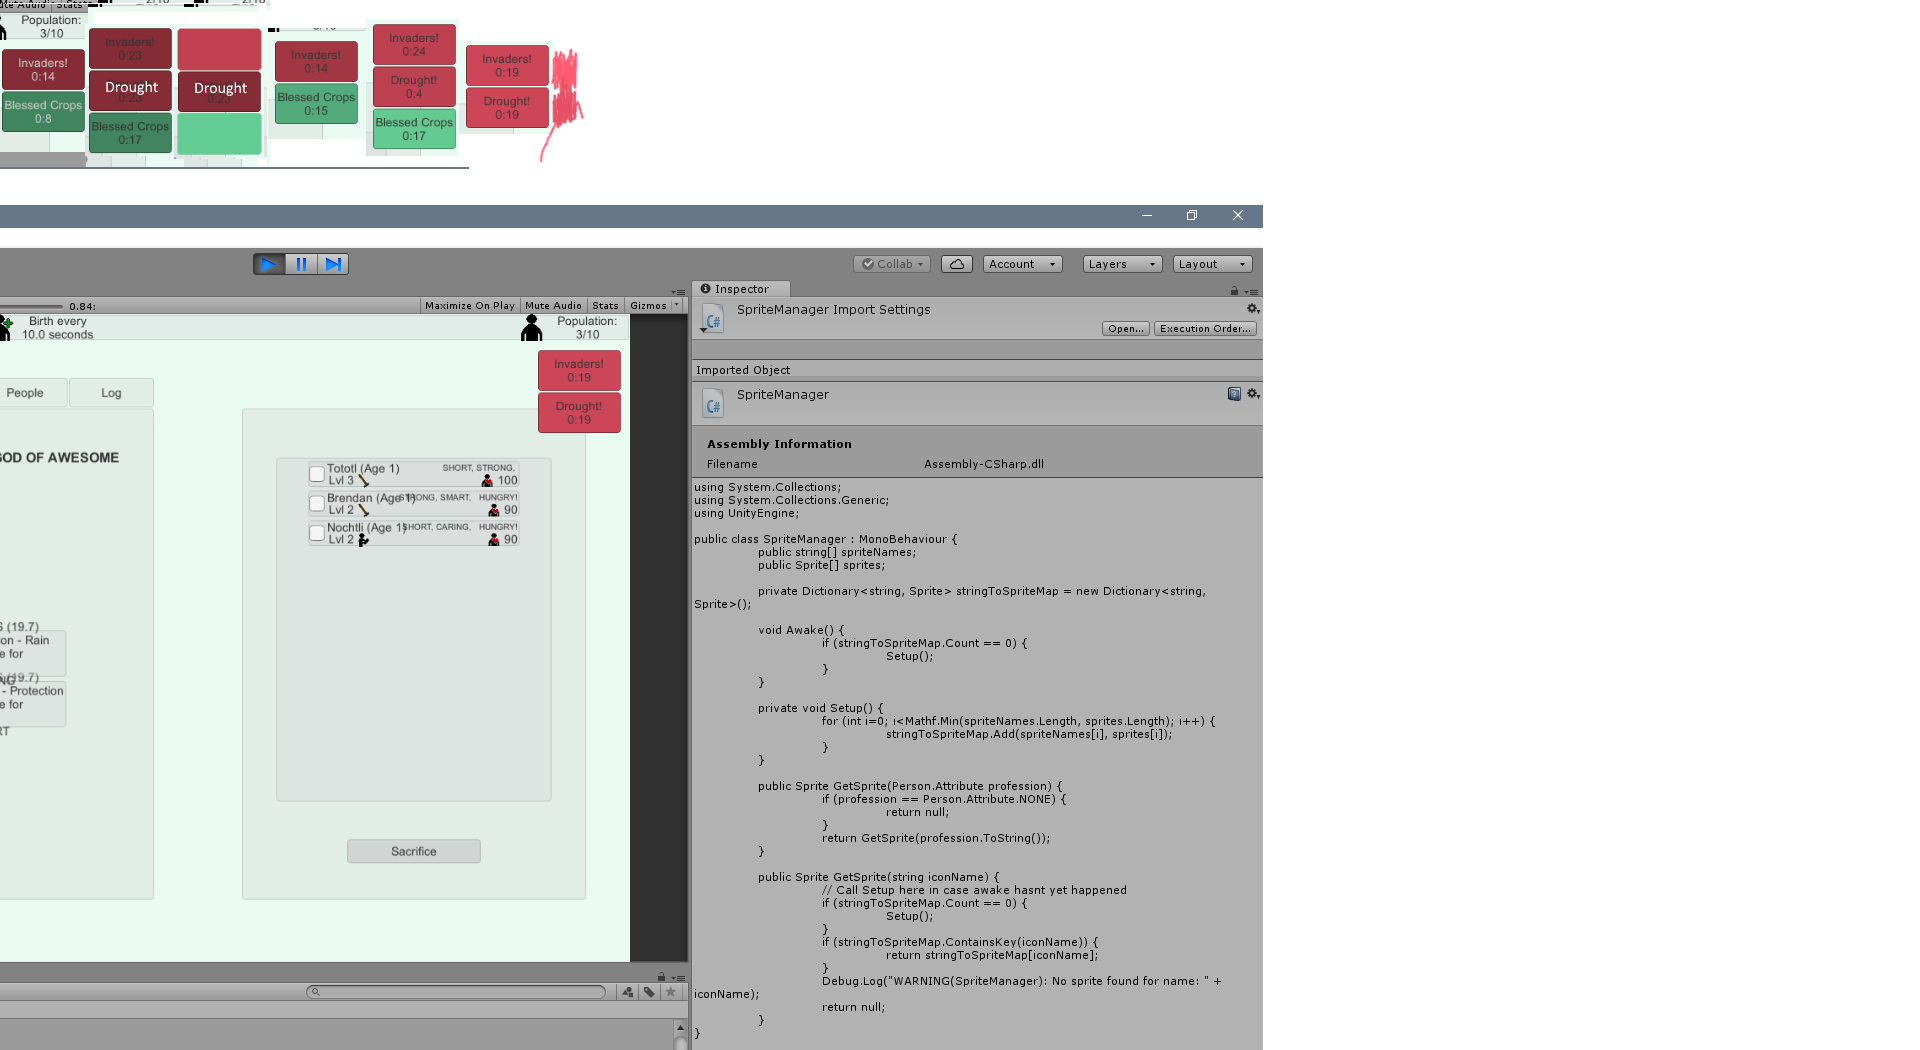 Mute Audio Stats
Population:
3/10
Invaders!
0:14
Blessed Crops
0:8
Invaders!
0:23
Drought
Blessed Crops
0:17
Drought
0:23
Invaders!
0:14
Blessed Crops
0:15
Invaders!
0:24
Drought!
0:4
Blessed Crops
0:17
Invaders!
0:19
Drought!
0:19
Collab
Account
Layers
Layout
0.84:
Maximize On Play
Mute Audio
Stats
Gizmos
Birth every
10.0 seconds
Population:
3/10
Invaders!
0:19
Drought!
0:19
People
Log
GOD OF AWESOME
Tototl (Age 1) SHORT, STRONG,
Lvl 3 100
Brendan (Age 1) STRONG, SMART, HUNGRY!
Lvl 2 90
Nochtli (Age 1) SHORT, CARING, HUNGRY!
Lvl 2 90
S (19.7)
on - Rain
e for
(19.7)
NG
- Protection
e for
RT
Sacrifice
Inspector
SpriteManager Import Settings
Open...
Execution Order...
Imported Object
SpriteManager
Assembly Information
Filename Assembly-CSharp.dll
using System.Collections;
using System.Collections.Generic;
using UnityEngine;
public class SpriteManager : MonoBehaviour {
public string[] spriteNames;
public Sprite[] sprites;
private Dictionary<string, Sprite> stringToSpriteMap = new Dictionary<string,
Sprite>();
void Awake() {
if (stringToSpriteMap.Count == 0) {
Setup();
}
}
private void Setup() {
for (int i=0; i<Mathf.Min(spriteNames.Length, sprites.Length); i++) {
stringToSpriteMap.Add(spriteNames[i], sprites[i]);
}
}
public Sprite GetSprite(Person.Attribute profession) {
if (profession == Person.Attribute.NONE) {
return null;
}
return GetSprite(profession.ToString());
}
public Sprite GetSprite(string iconName) {
// Call Setup here in case awake hasnt yet happened
if (stringToSpriteMap.Count == 0) {
Setup();
}
if (stringToSpriteMap.ContainsKey(iconName)) {
return stringToSpriteMap[iconName];
}
Debug.Log("WARNING(SpriteManager): No sprite found for name: " +
iconName);
return null;
}
}